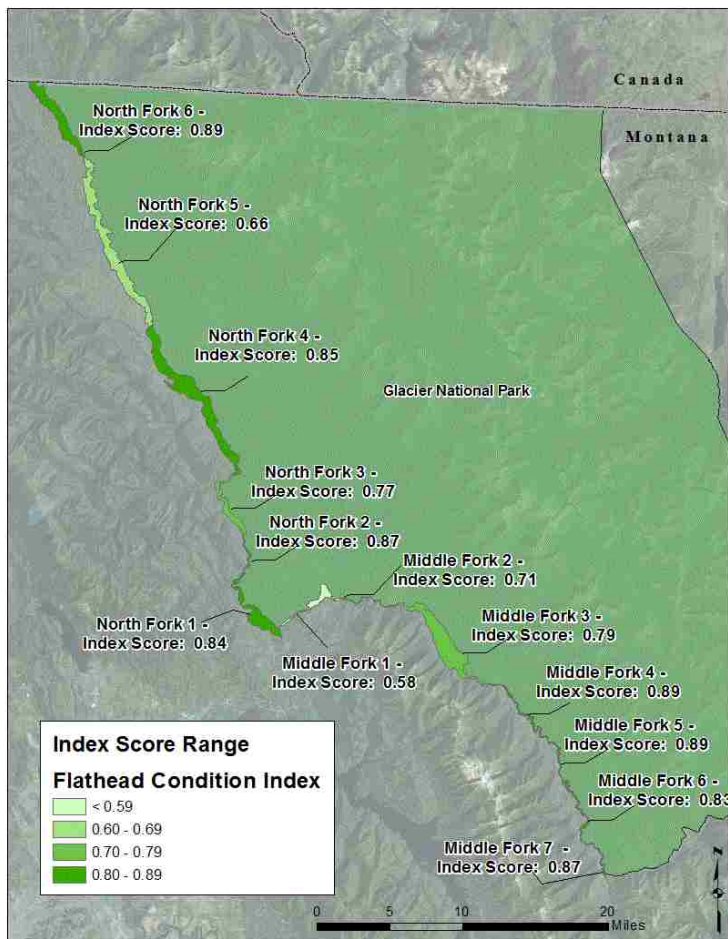 Canada
Montana
North Fork 6 -
Index Score: 0.89
North Fork 5 -
Index Score: 0.66
North Fork 4 -
Index Score: 0.85
Glacier National Park
North Fork 3 -
Index Score: 0.77
North Fork 2 -
Index Score: 0.87
Middle Fork 2 -
Index Score: 0.71
North Fork 1 -
Index Score: 0.84
Middle Fork 3 -
Index Score: 0.79
Middle Fork 1 -
Index Score: 0.58
Middle Fork 4 -
Index Score: 0.89
Middle Fork 5 -
Index Score: 0.89
Middle Fork 6 -
Index Score: 0.83
Middle Fork 7 -
Index Score: 0.87
Index Score Range
Flathead Condition Index
< 0.59
0.60 - 0.69
0.70 - 0.79
0.80 - 0.89
N
0 5 10 20
Miles